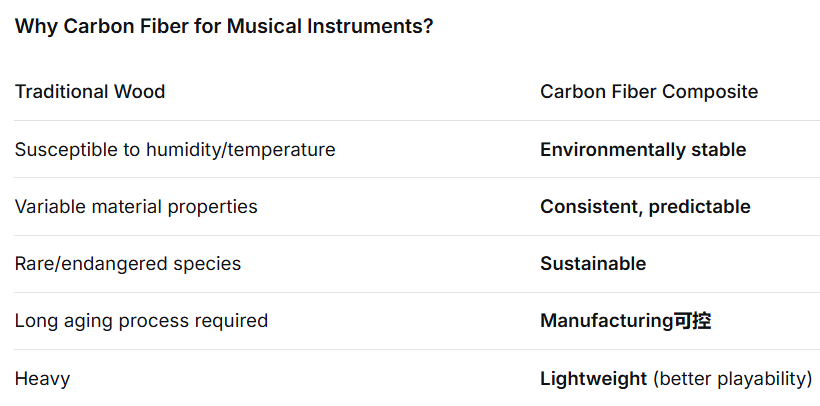 Why Carbon Fiber for Musical Instruments?
Traditional Wood Carbon Fiber Composite
Susceptible to humidity/temperature Environmentally stable
Variable material properties Consistent, predictable
Rare/endangered species Sustainable
Long aging process required Manufacturing可控
Heavy Lightweight (better playability)